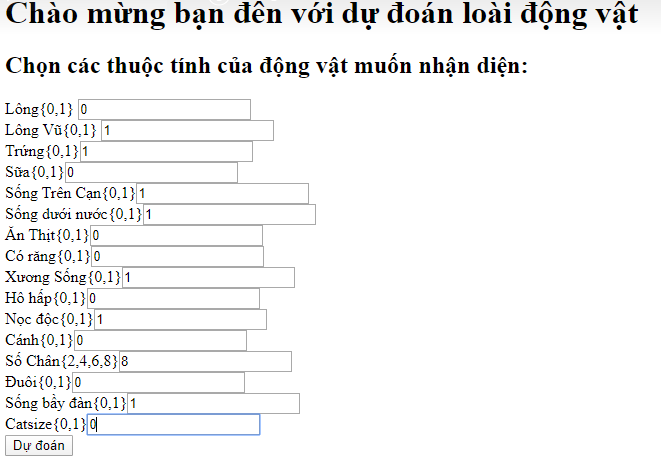 Chào mừng bạn đến với dự đoán loài động vật
Chọn các thuộc tính của động vật muốn nhận diện:
Lông{0,1} 0
Lông Vũ{0,1} 1
Trứng{0,1} 1
Sữa{0,1} 0
Sống Trên Cạn{0,1} 1
Sống dưới nước{0,1} 1
Ăn Thịt{0,1} 0
Có răng{0,1} 0
Xương Sống{0,1} 1
Hô hấp{0,1} 0
Nọc độc{0,1} 1
Cánh{0,1} 0
Số Chân{2,4,6,8} 8
Đuôi{0,1} 0
Sống bầy đàn{0,1} 1
Catsize{0,1} 0
Dự đoán